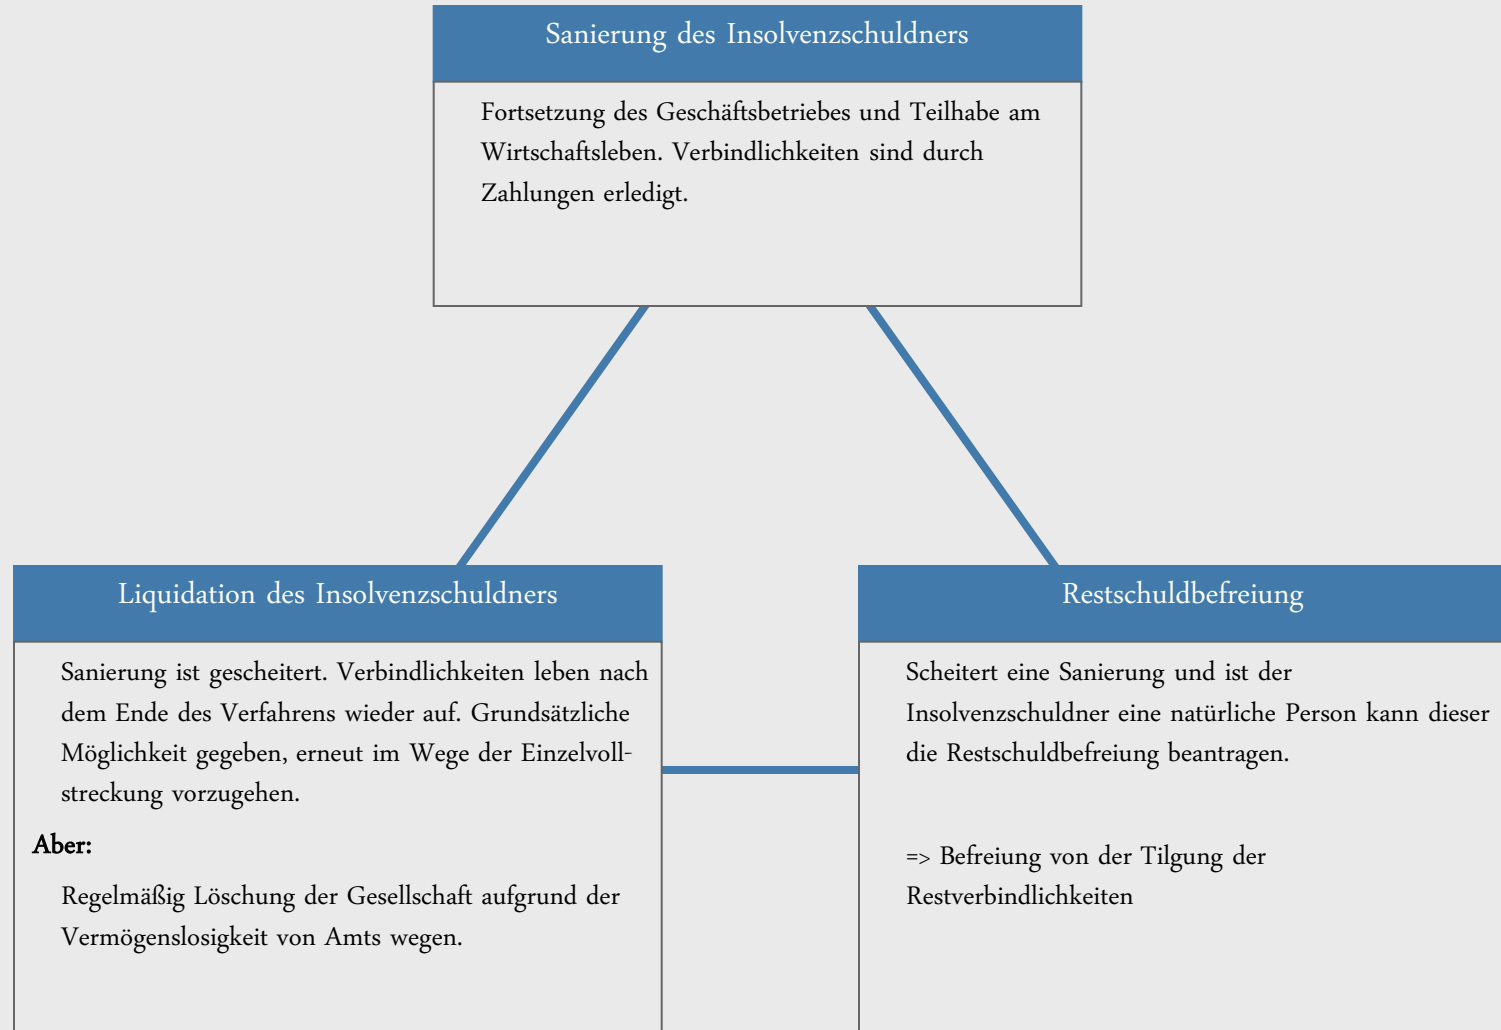 Sanierung des Insolvenzschuldners
Fortsetzung des Geschäftsbetriebes und Teilhabe am
Wirtschaftsleben. Verbindlichkeiten sind durch
Zahlungen erledigt.
Liquidation des Insolvenzschuldners
Sanierung ist gescheitert. Verbindlichkeiten leben nach
dem Ende des Verfahrens wieder auf. Grundsätzliche
Möglichkeit gegeben, erneut im Wege der Einzelvoll-
streckung vorzugehen.
Aber:
Regelmäßig Löschung der Gesellschaft aufgrund der
Vermögenslosigkeit von Amts wegen.
Restschuldbefreiung
Scheitert eine Sanierung und ist der
Insolvenzschuldner eine natürliche Person kann dieser
die Restschuldbefreiung beantragen.
=> Befreiung von der Tilgung der
Restverbindlichkeiten